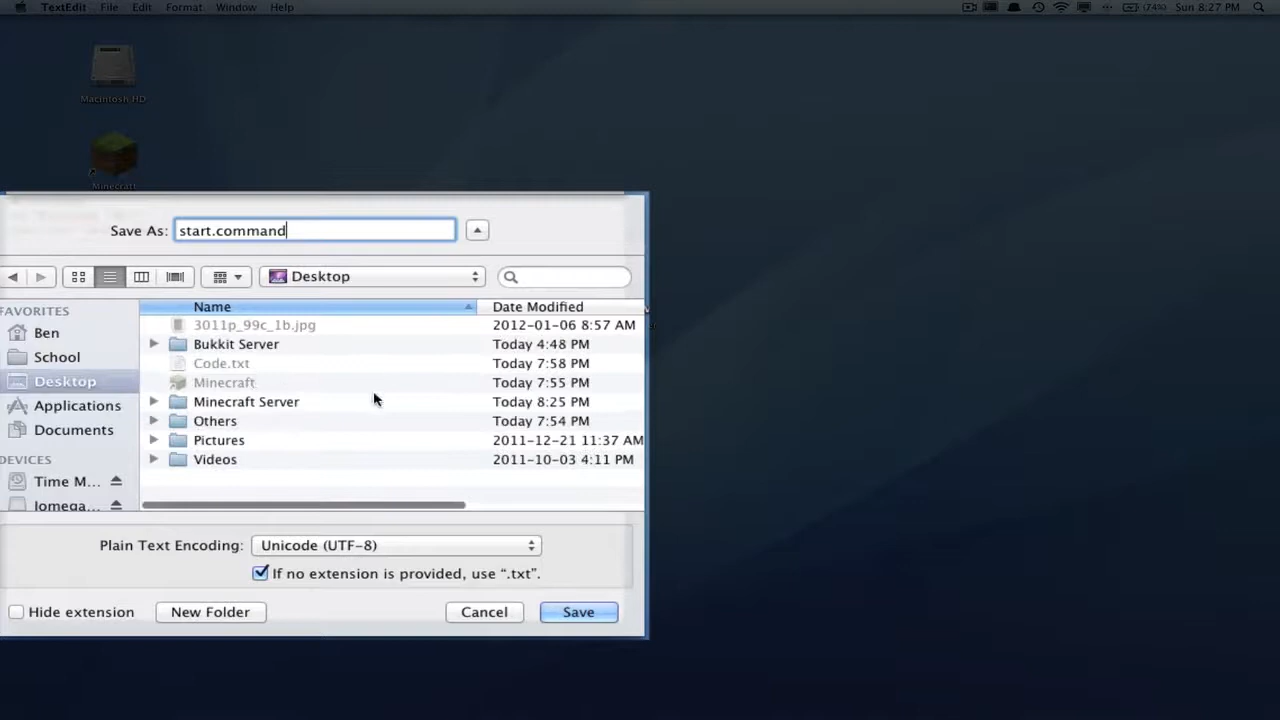 TextEdit File Edit Format Window Help (74%) Sun 8:27 PM
Macintosh HD
Minecraft
Save As: start.command
Desktop
FAVORITES
Ben
School
Desktop
Applications
Documents
DEVICES
Time M...
Iomega...
Name Date Modified
3011p_99c_1b.jpg 2012-01-06 8:57 AM
Bukkit Server Today 4:48 PM
Code.txt Today 7:58 PM
Minecraft Today 7:55 PM
Minecraft Server Today 8:25 PM
Others Today 7:54 PM
Pictures 2011-12-21 11:37 AM
Videos 2011-10-03 4:11 PM
Plain Text Encoding: Unicode (UTF-8)
If no extension is provided, use “.txt”.
Hide extension New Folder Cancel Save